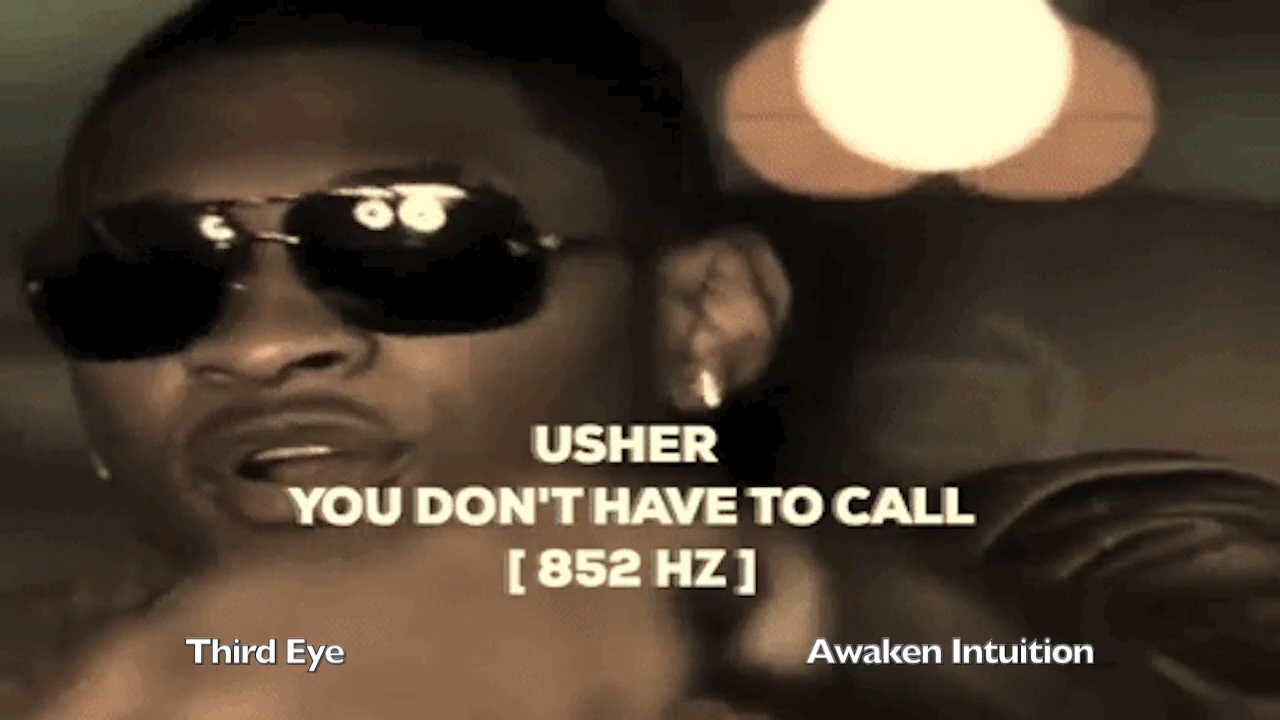 USHER
YOU DON'T HAVE TO CALL
[ 852 HZ ]
Third Eye
Awaken Intuition